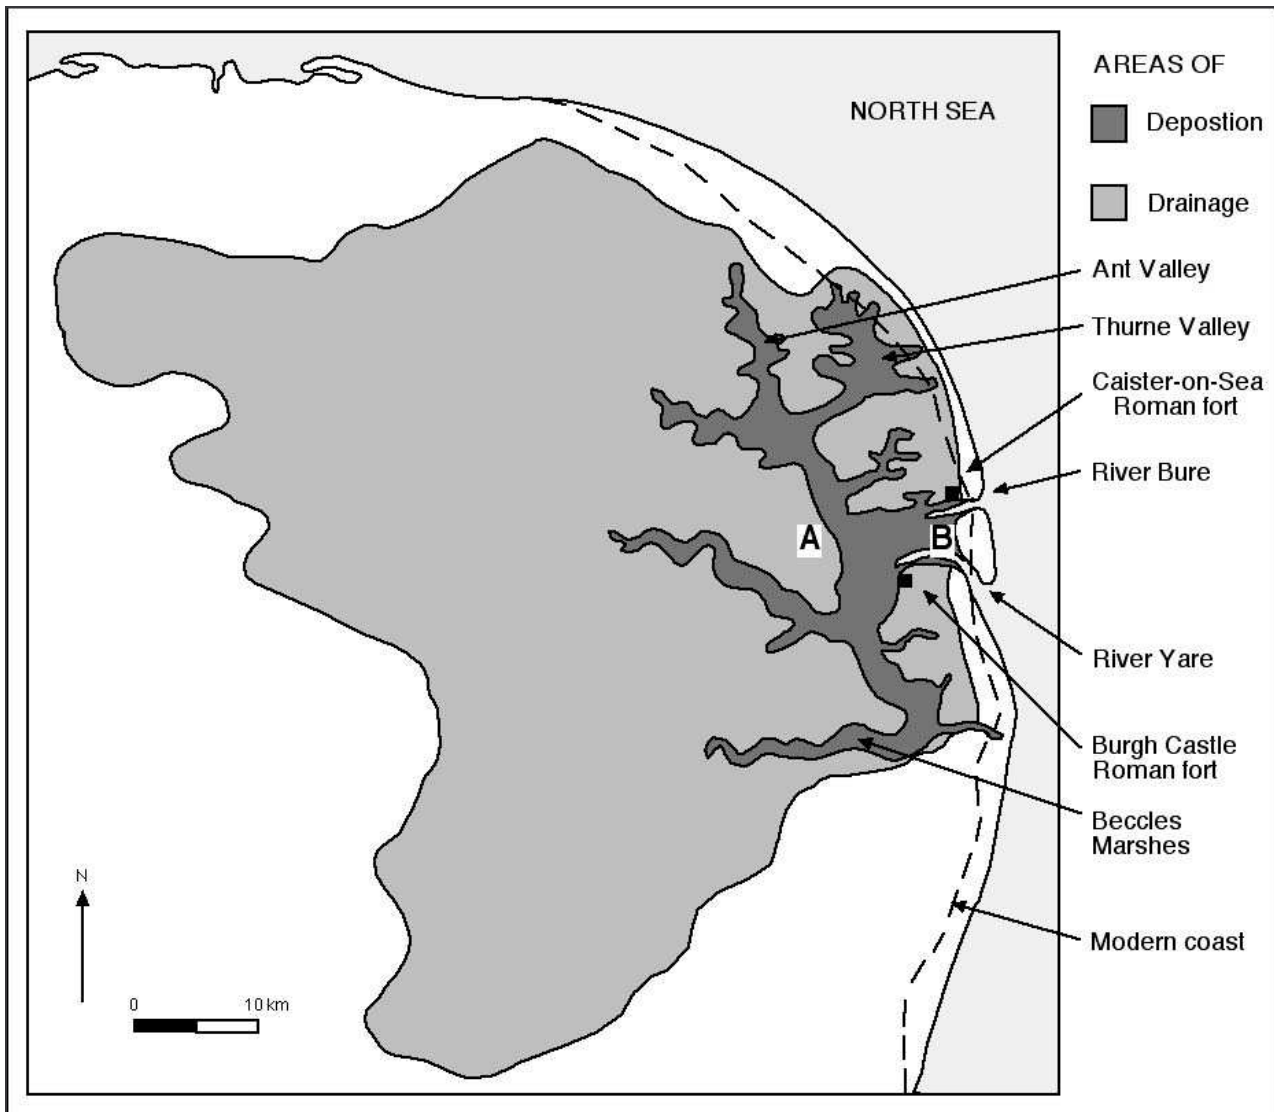 AREAS OF
NORTH SEA
Depostion
Drainage
Ant Valley
Thurne Valley
Caister-on-Sea
Roman fort
River Bure
A
B
River Yare
Burgh Castle
Roman fort
Beccles
Marshes
N
Modern coast
0 10 km